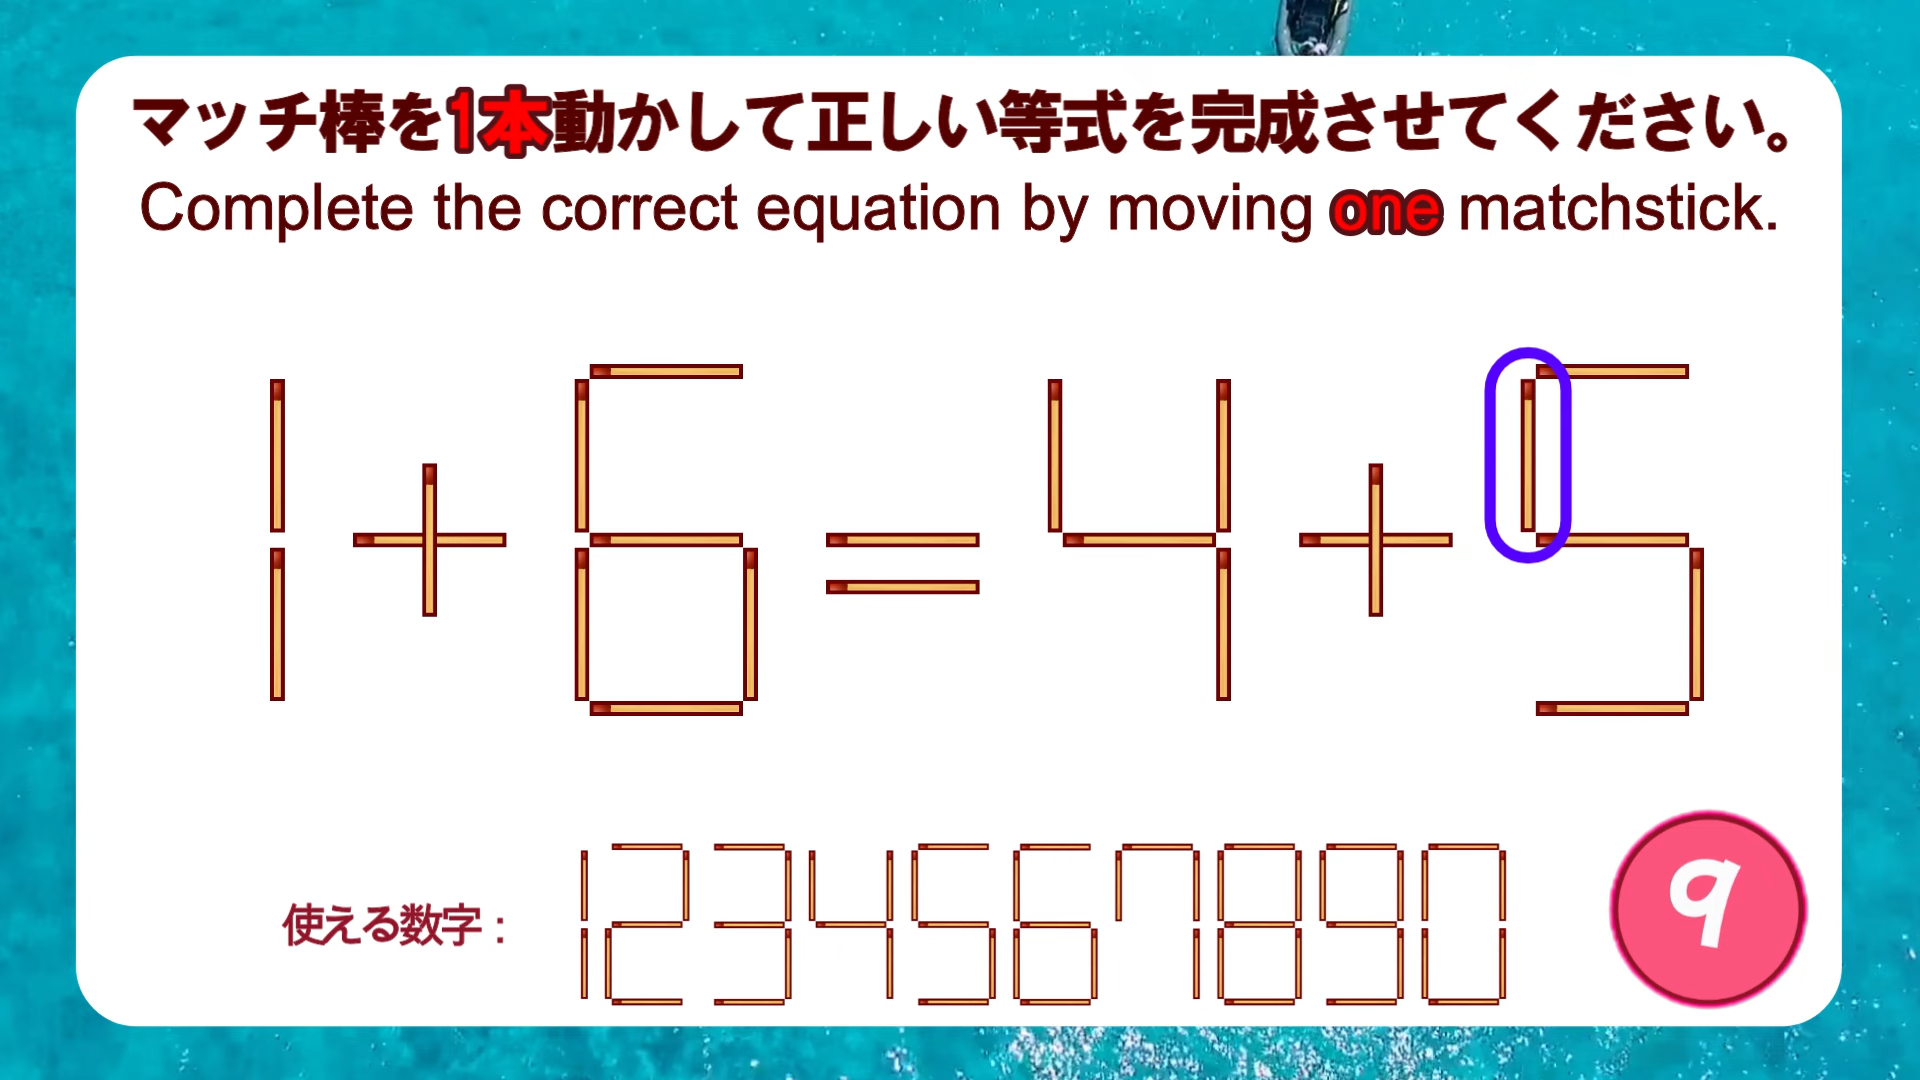 マッチ棒を1本動かして正しい等式を完成させてください。
Complete the correct equation by moving one matchstick.
1+6=4+5
使える数字： 1234567890
9